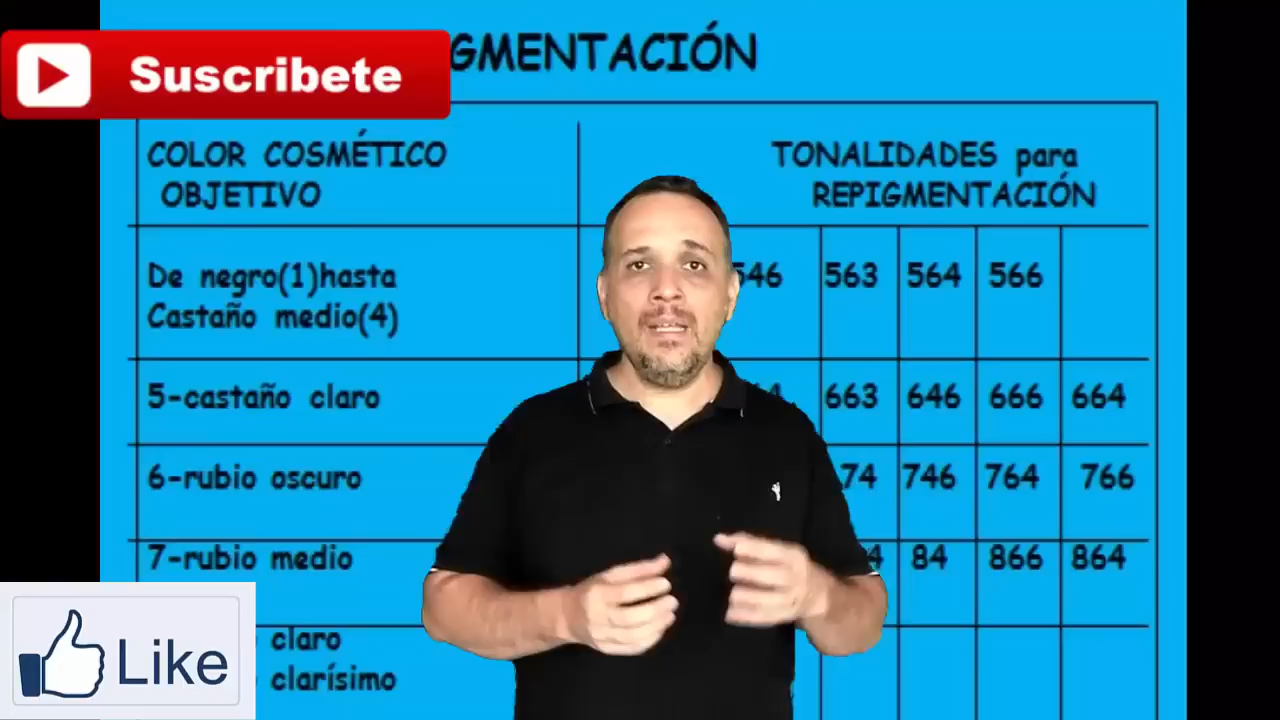 Suscribete
GMENTACIÓN
COLOR COSMÉTICO
OBJETIVO
TONALIDADES para
REPIGMENTACIÓN
De negro(1)hasta
Castaño medio(4)
546 563 564 566
5-castaño claro
663 646 666 664
6-rubio oscuro
74 746 764 766
7-rubio medio
84 866 864
claro
clarísimo
Like